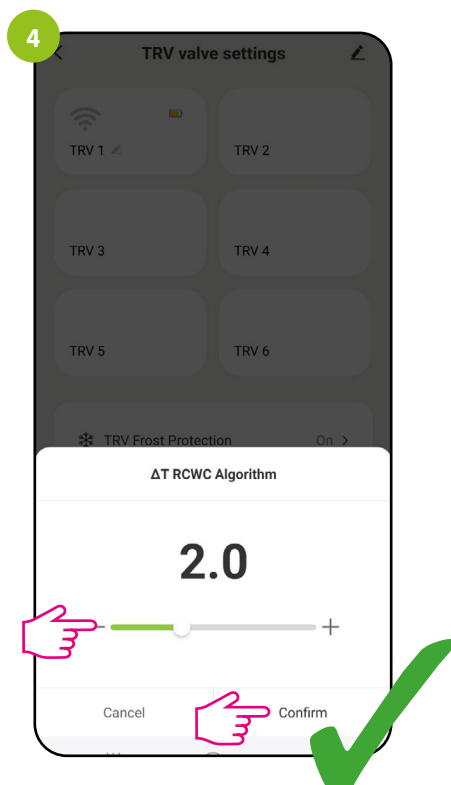 4
TRV valve settings
TRV 1
TRV 2
TRV 3
TRV 4
TRV 5
TRV 6
TRV Frost Protection On >
ΔT RCWC Algorithm
2.0
Cancel
Confirm